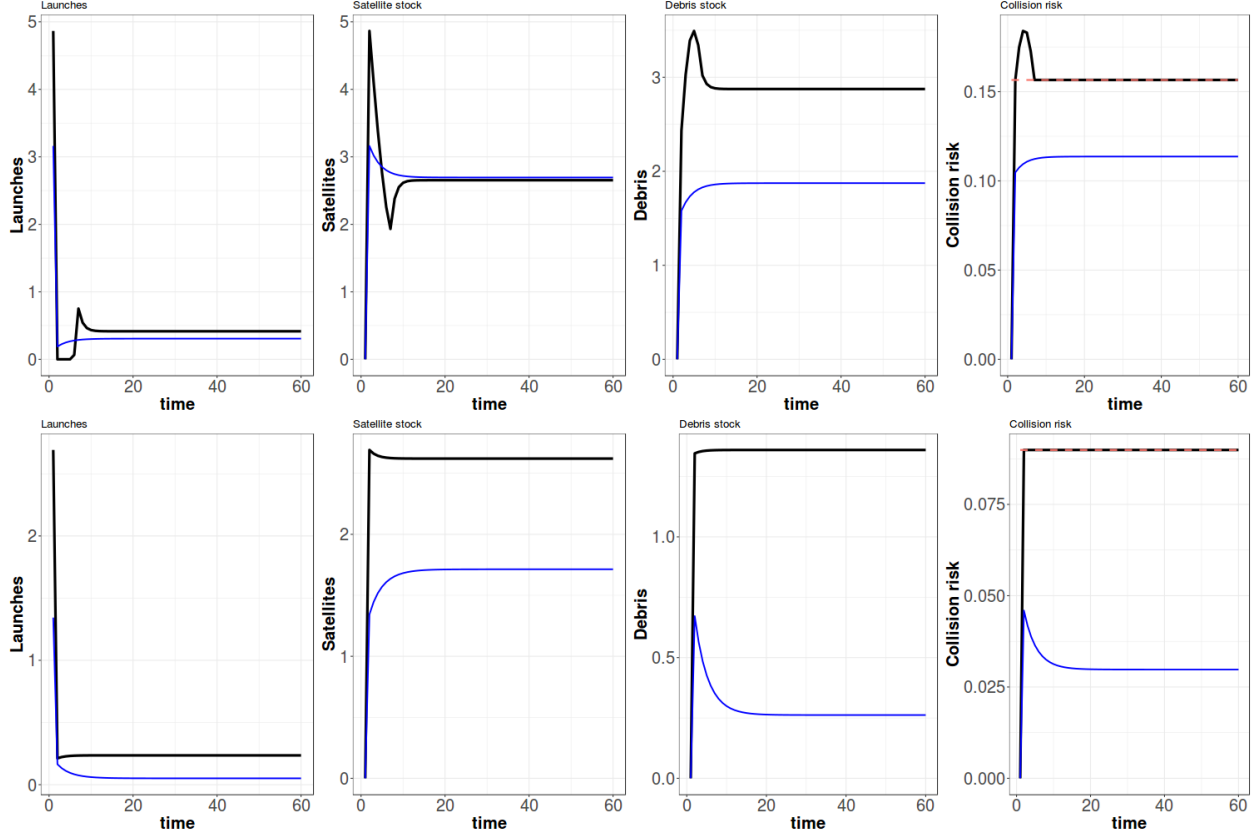 Launches
Launches
5
4
3
2
1
0
0 20 40 60
time
Satellite stock
Satellites
5
4
3
2
1
0
0 20 40 60
time
Debris stock
Debris
3
2
1
0
0 20 40 60
time
Collision risk
Collision risk
0.15
0.10
0.05
0.00
0 20 40 60
time
Launches
Launches
2
1
0
0 20 40 60
time
Satellite stock
Satellites
2
1
0
0 20 40 60
time
Debris stock
Debris
1.0
0.5
0.0
0 20 40 60
time
Collision risk
Collision risk
0.075
0.050
0.025
0.000
0 20 40 60
time